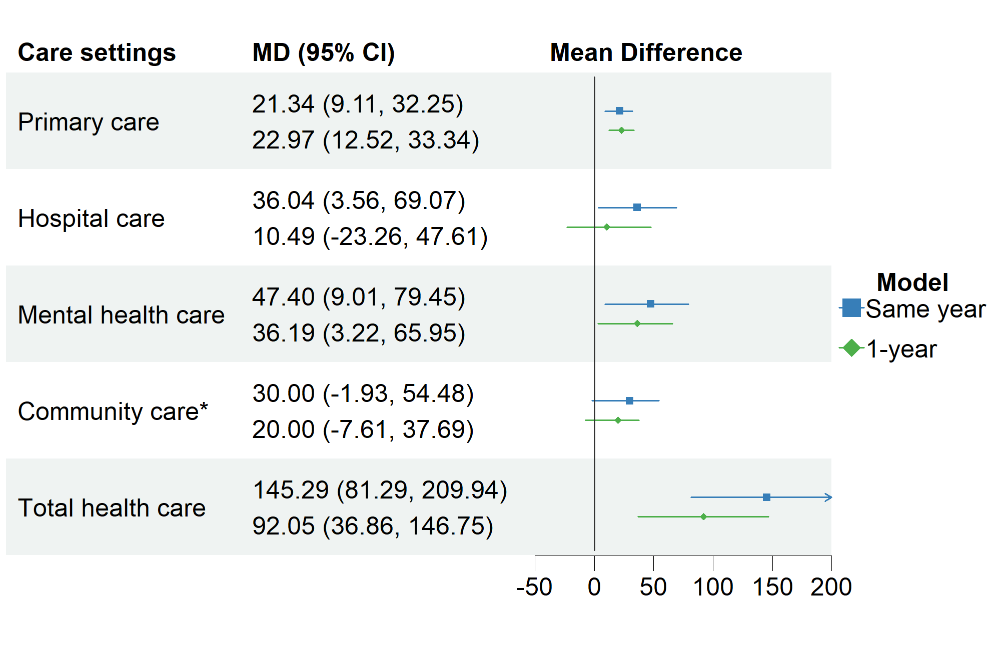 Care settings MD (95% CI) Mean Difference
21.34 (9.11, 32.25)
Primary care
22.97 (12.52, 33.34)
36.04 (3.56, 69.07)
Hospital care
10.49 (-23.26, 47.61)
47.40 (9.01, 79.45)
Mental health care
36.19 (3.22, 65.95)
30.00 (-1.93, 54.48)
Community care*
20.00 (-7.61, 37.69)
145.29 (81.29, 209.94)
Total health care
92.05 (36.86, 146.75)
-50 0 50 100 150 200
Model
Same year
1-year